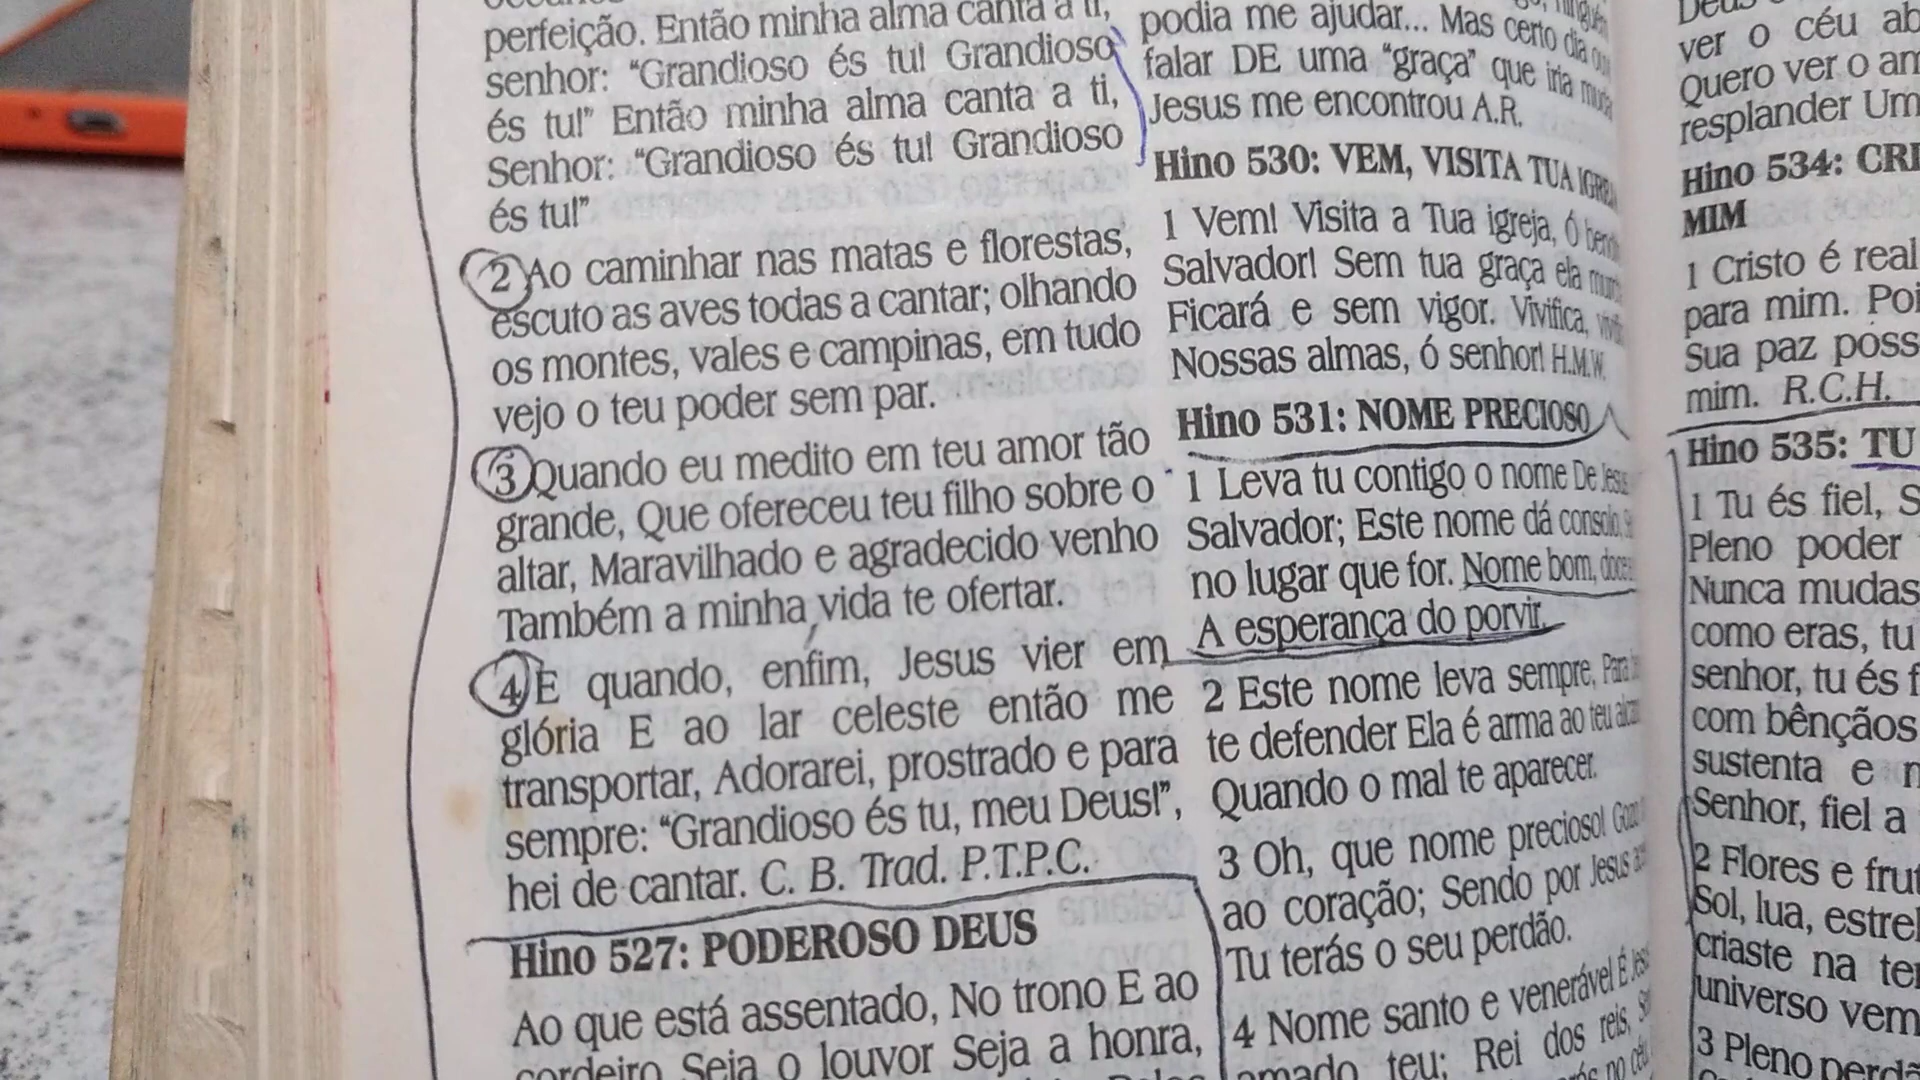 perfeição. Então minha alma canta a ti,
senhor: “Grandioso és tu! Grandioso
és tu!” Então minha alma canta a ti,
Senhor: “Grandioso és tu! Grandioso
és tu!”
2 Ao caminhar nas matas e florestas,
escuto as aves todas a cantar; olhando
os montes, vales e campinas, em tudo
vejo o teu poder sem par.
3 Quando eu medito em teu amor tão
grande, Que ofereceu teu filho sobre o
altar, Maravilhado e agradecido venho
Também a minha vida te ofertar.
4 E quando, enfim, Jesus vier em
glória E ao lar celeste então me
transportar, Adorarei, prostrado e para
sempre: “Grandioso és tu, meu Deus!”,
hei de cantar. C. B. Trad. P.T.P.C.
Hino 527: PODEROSO DEUS
Ao que está assentado, No trono E ao
cordeiro Seja o louvor Seja a honra,
podia me ajudar... Mas certo dia
falar DE uma “graça” que iria
Jesus me encontrou A.R.
Hino 530: VEM, VISITA TUA
1 Vem! Visita a Tua igreja, Ó
Salvador! Sem tua graça ela
Ficará e sem vigor. Vivifica,
Nossas almas, ó senhor! H.M.W.
Hino 531: NOME PRECIOSO
1 Leva tu contigo o nome De
Salvador; Este nome dá
no lugar que for. Nome bom,
A esperança do porvir.
2 Este nome leva sempre, Para
te defender Ela é arma ao teu
Quando o mal te aparecer.
3 Oh, que nome precioso!
ao coração; Sendo por Jesus
Tu terás o seu perdão.
4 Nome santo e venerável É
amado teu; Rei dos reis,
ver o céu
Quero ver o
resplander
Hino 534:
MIM
1 Cristo é real
para mim.
Sua paz
mim. R.C.H.
Hino 535: TU
1 Tu és fiel,
Pleno poder
Nunca mudas
como eras, tu
senhor, tu és
com bênçãos
sustenta e
Senhor, fiel a
2 Flores e
Sol, lua,
criaste na
universo vem
3 Pleno